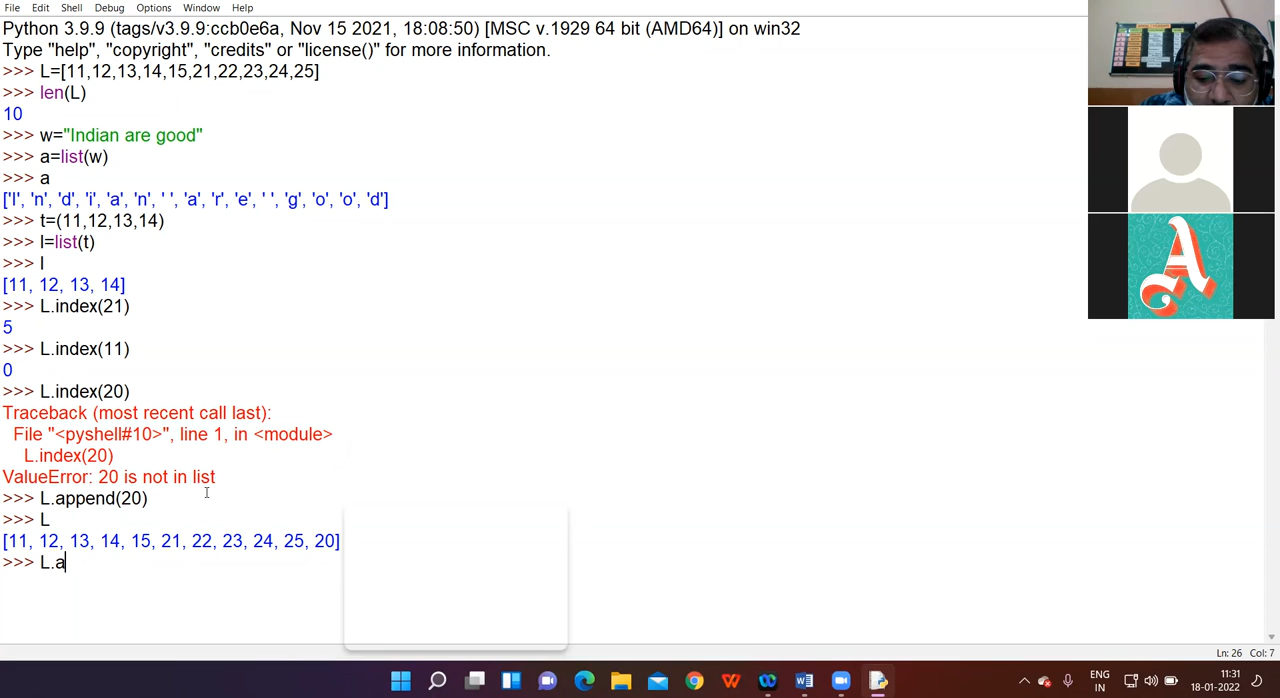 File Edit Shell Debug Options Window Help
Python 3.9.9 (tags/v3.9.9:ccb0e6a, Nov 15 2021, 18:08:50) [MSC v.1929 64 bit (AMD64)] on win32
Type "help", "copyright", "credits" or "license()" for more information.
>>> L=[11,12,13,14,15,21,22,23,24,25]
>>> len(L)
10
>>> w="Indian are good"
>>> a=list(w)
>>> a
['I', 'n', 'd', 'i', 'a', 'n', ' ', 'a', 'r', 'e', ' ', 'g', 'o', 'o', 'd']
>>> t=(11,12,13,14)
>>> l=list(t)
>>> l
[11, 12, 13, 14]
>>> L.index(21)
5
>>> L.index(11)
0
>>> L.index(20)
Traceback (most recent call last):
File "<pyshell#10>", line 1, in <module>
L.index(20)
ValueError: 20 is not in list
>>> L.append(20)
>>> L
[11, 12, 13, 14, 15, 21, 22, 23, 24, 25, 20]
>>> L.a
A
Ln: 26 Col: 7
ENG
IN
11:31
18-01-2022